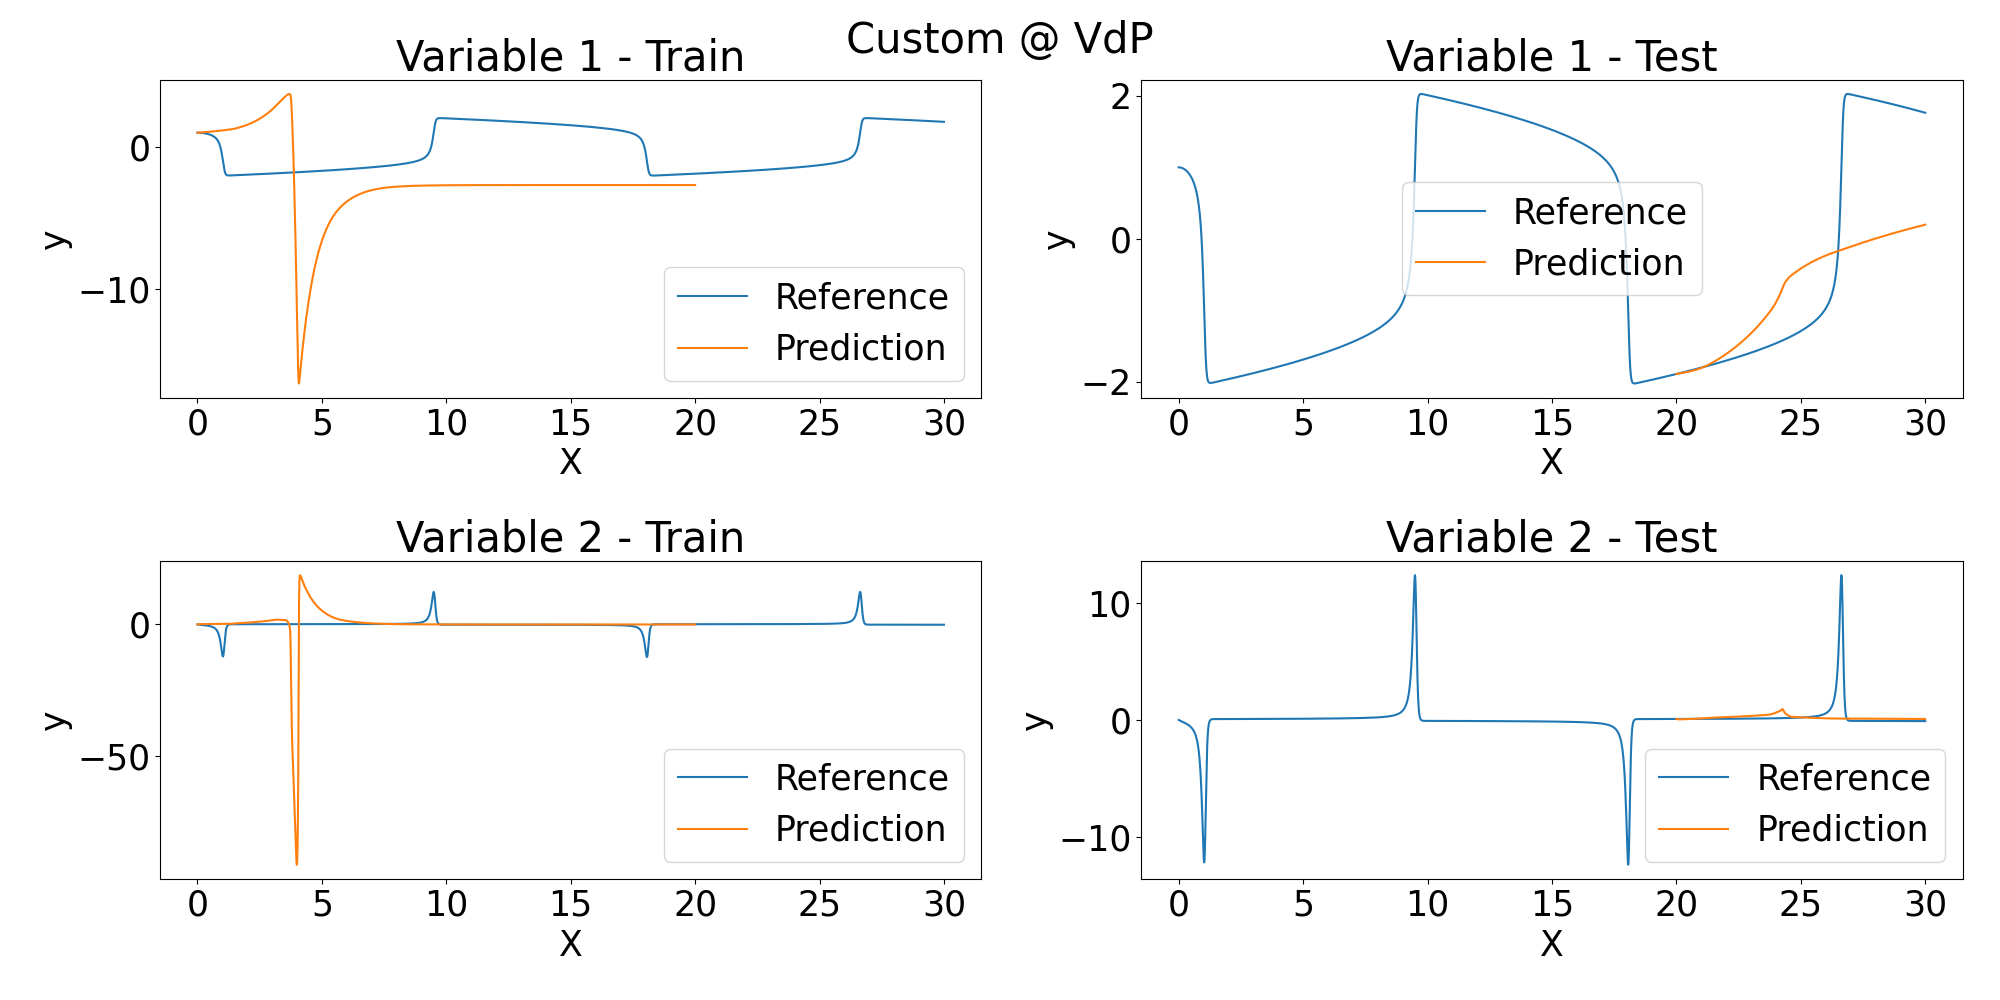 Custom @ VdP
Variable 1 - Train
0
−10
y
0 5 10 15 20 25 30
X
Reference
Prediction
Variable 1 - Test
2
0
−2
y
0 5 10 15 20 25 30
X
Reference
Prediction
Variable 2 - Train
0
−50
y
0 5 10 15 20 25 30
X
Reference
Prediction
Variable 2 - Test
10
0
−10
y
0 5 10 15 20 25 30
X
Reference
Prediction